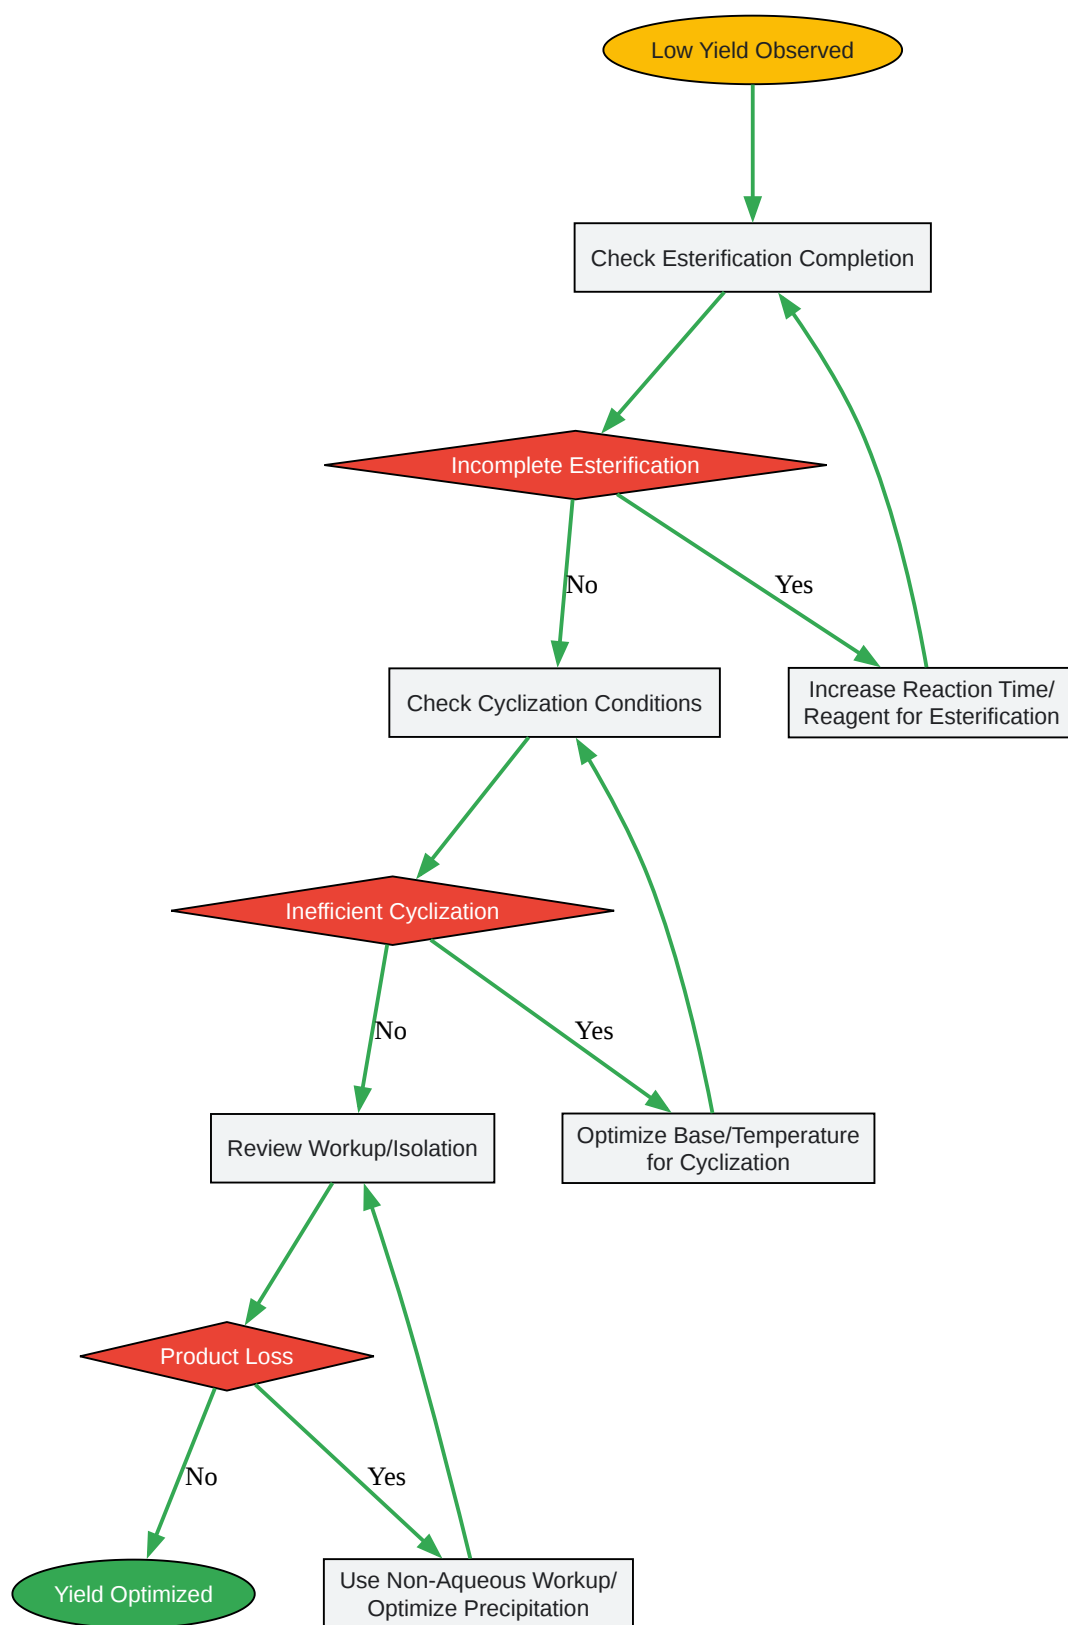 Low Yield Observed
Check Esterification Completion
Incomplete Esterification
No
Yes
Check Cyclization Conditions
Increase Reaction Time/
Reagent for Esterification
Inefficient Cyclization
No
Yes
Review Workup/Isolation
Optimize Base/Temperature
for Cyclization
Product Loss
No
Yes
Yield Optimized
Use Non-Aqueous Workup/
Optimize Precipitation